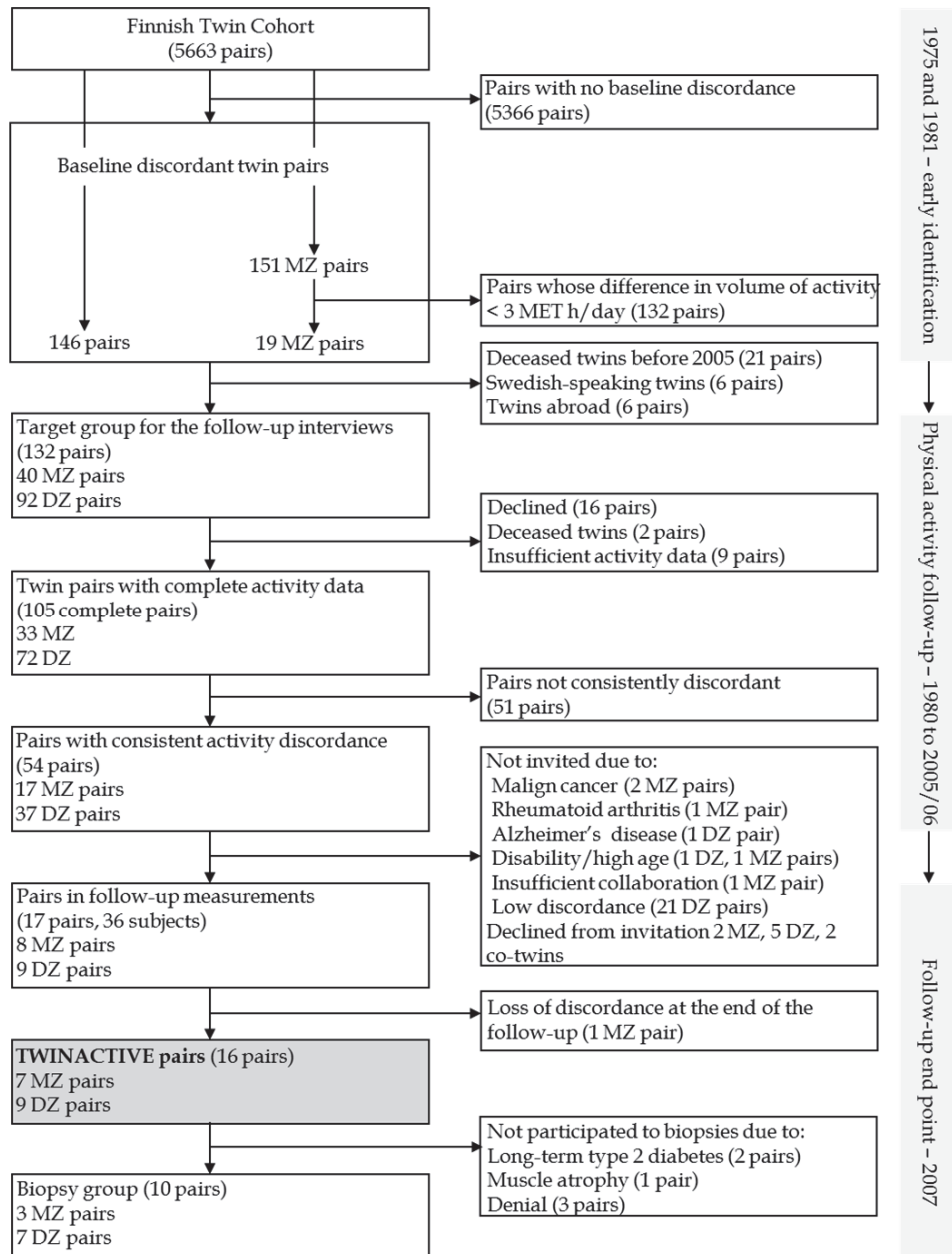 Finnish Twin Cohort
(5663 pairs)
Pairs with no baseline discordance
(5366 pairs)
Baseline discordant twin pairs
151 MZ pairs
Pairs whose difference in volume of activity
< 3 MET h/day (132 pairs)
146 pairs
19 MZ pairs
Deceased twins before 2005 (21 pairs)
Swedish-speaking twins (6 pairs)
Twins abroad (6 pairs)
Target group for the follow-up interviews
(132 pairs)
40 MZ pairs
92 DZ pairs
Declined (16 pairs)
Deceased twins (2 pairs)
Insufficient activity data (9 pairs)
Twin pairs with complete activity data
(105 complete pairs)
33 MZ
72 DZ
Pairs not consistently discordant
(51 pairs)
Pairs with consistent activity discordance
(54 pairs)
17 MZ pairs
37 DZ pairs
Not invited due to:
Malign cancer (2 MZ pairs)
Rheumatoid arthritis (1 MZ pair)
Alzheimer's disease (1 DZ pair)
Disability/high age (1 DZ, 1 MZ pairs)
Insufficient collaboration (1 MZ pair)
Low discordance (21 DZ pairs)
Declined from invitation 2 MZ, 5 DZ, 2
co-twins
Pairs in follow-up measurements
(17 pairs, 36 subjects)
8 MZ pairs
9 DZ pairs
Loss of discordance at the end of the
follow-up (1 MZ pair)
TWINACTIVE pairs (16 pairs)
7 MZ pairs
9 DZ pairs
Not participated to biopsies due to:
Long-term type 2 diabetes (2 pairs)
Muscle atrophy (1 pair)
Denial (3 pairs)
Biopsy group (10 pairs)
3 MZ pairs
7 DZ pairs
1975 and 1981 – early identification
Physical activity follow-up – 1980 to 2005/06
Follow-up end point – 2007